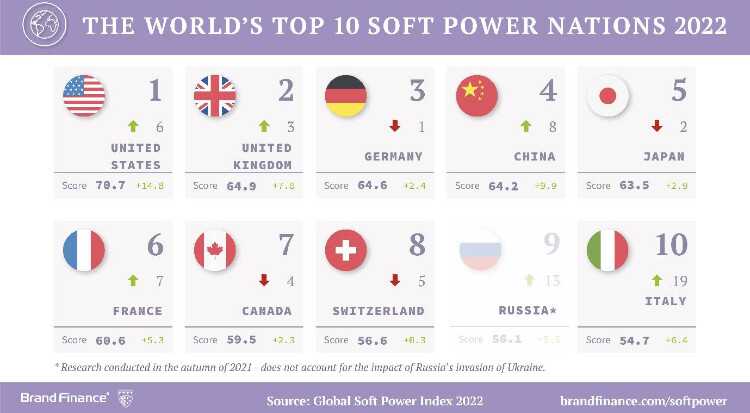 THE WORLD'S TOP 10 SOFT POWER NATIONS 2022
1
6
UNITED
STATES
Score 70.7 +14.8
2
3
UNITED
KINGDOM
Score 64.9 +7.0
3
1
GERMANY
Score 64.6 +2.4
4
8
CHINA
Score 64.2 +9.9
5
2
JAPAN
Score 63.5 +2.9
6
7
FRANCE
Score 60.6 +5.3
7
4
CANADA
Score 59.5 +2.3
8
5
SWITZERLAND
Score 56.6 +0.3
9
13
RUSSIA*
Score 56.1 +5.5
10
19
ITALY
Score 54.7 +6.4
* Research conducted in the autumn of 2021 - does not account for the impact of Russia's invasion of Ukraine.
Brand Finance®
Source: Global Soft Power Index 2022
brandfinance.com/softpower